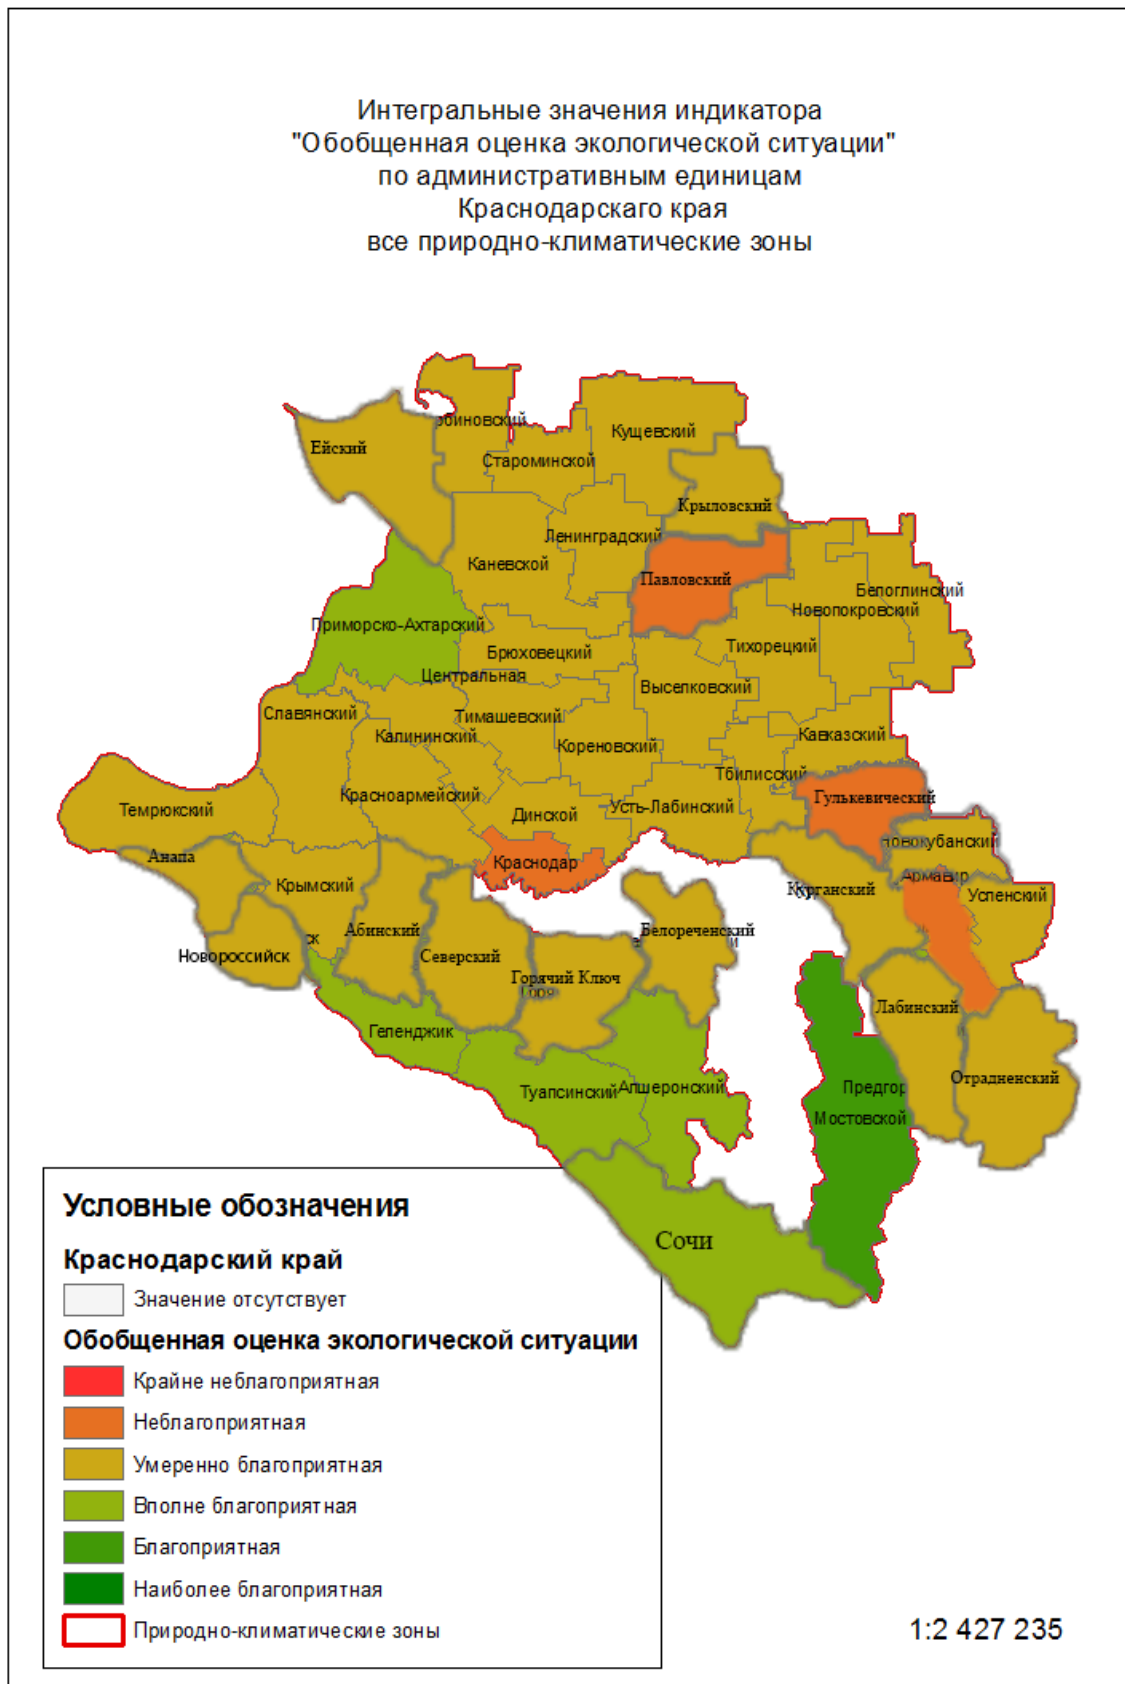 Интегральные значения индикатора
"Обобщенная оценка экологической ситуации"
по административным единицам
Краснодарскаго края
все природно-климатические зоны
Ейский
Староминской
Кущевский
Крыловский
Ленинградский
Каневской
Павловский
Белоглинский
Новопокровский
Приморско-Ахтарский
Брюховецкий
Тихорецкий
Центральная
Выселковский
Славянский
Тимашевский
Калининский
Кореновский
Кавказский
Тбилисский
Красноармейский
Гулькевический
Темрюкский
Динской
Усть-Лабинский
Новокубанский
Анапа
Краснодар
Армавир
Крымский
Курганский
Успенский
Абинский
Белореченский
Новороссийск
Северский
Горячий Ключ
Лабинский
Геленджик
Туапсинский
Апшеронский
Предгор
Отрадненский
Мостовской
Сочи
Условные обозначения
Краснодарский край
Значение отсутствует
Обобщенная оценка экологической ситуации
Крайне неблагоприятная
Неблагоприятная
Умеренно благоприятная
Вполне благоприятная
Благоприятная
Наиболее благоприятная
Природно-климатические зоны
1:2 427 235